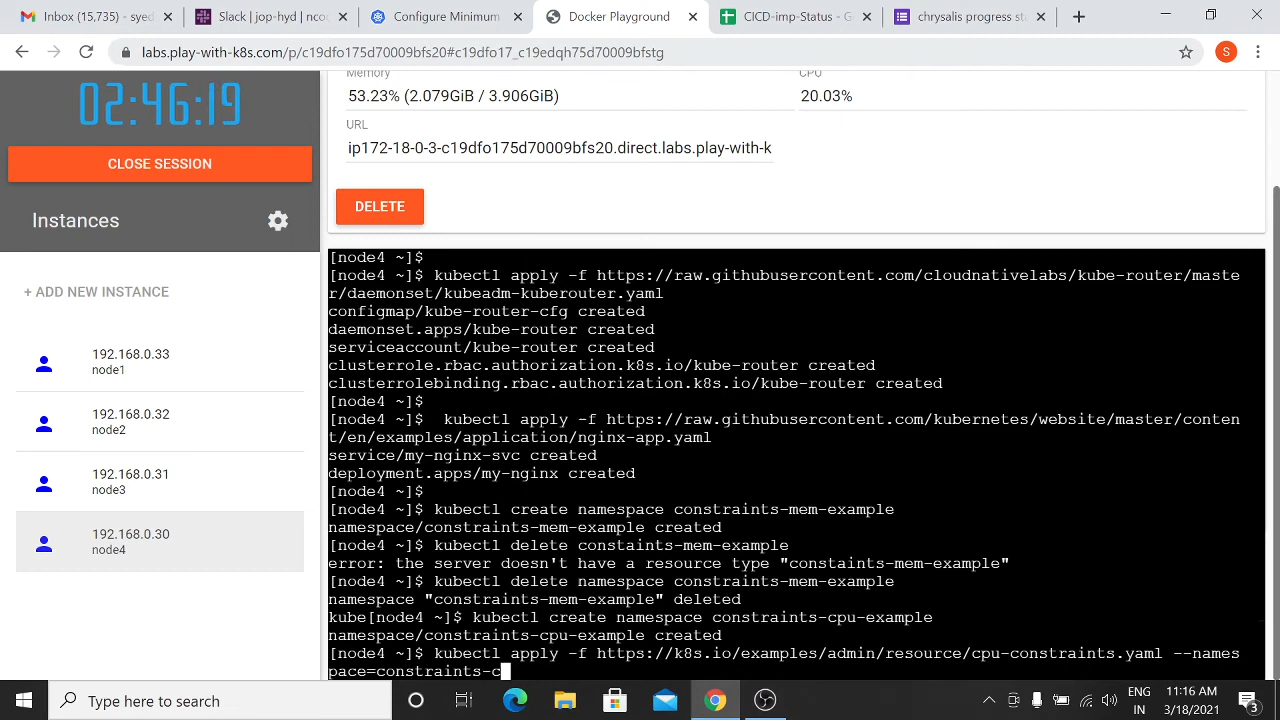 Gmail (15,735) - syed
Slack | jop-hyd | ncod
Configure Minimum
Docker Playground
CICD-imp-Status - G
chrysalis progress sta
labs.play-with-k8s.com/p/c19dfo175d70009bfs20#c19dfo17_c19edqh75d70009bfstg
S
02:46:19
CLOSE SESSION
Instances
+ ADD NEW INSTANCE
192.168.0.33
node1
192.168.0.32
node2
192.168.0.31
node3
192.168.0.30
node4
Memory
53.23% (2.079GiB / 3.906GiB)
CPU
20.03%
URL
ip172-18-0-3-c19dfo175d70009bfs20.direct.labs.play-with-k
DELETE
[node4 ~]$
[node4 ~]$ kubectl apply -f https://raw.githubusercontent.com/cloudnativelabs/kube-router/maste
r/daemonset/kubeadm-kuberouter.yaml
configmap/kube-router-cfg created
daemonset.apps/kube-router created
serviceaccount/kube-router created
clusterrole.rbac.authorization.k8s.io/kube-router created
clusterrolebinding.rbac.authorization.k8s.io/kube-router created
[node4 ~]$
[node4 ~]$  kubectl apply -f https://raw.githubusercontent.com/kubernetes/website/master/conten
t/en/examples/application/nginx-app.yaml
service/my-nginx-svc created
deployment.apps/my-nginx created
[node4 ~]$
[node4 ~]$ kubectl create namespace constraints-mem-example
namespace/constraints-mem-example created
[node4 ~]$ kubectl delete constaints-mem-example
error: the server doesn't have a resource type "constaints-mem-example"
[node4 ~]$ kubectl delete namespace constraints-mem-example
namespace "constraints-mem-example" deleted
kube[node4 ~]$ kubectl create namespace constraints-cpu-example
namespace/constraints-cpu-example created
[node4 ~]$ kubectl apply -f https://k8s.io/examples/admin/resource/cpu-constraints.yaml --names
pace=constraints-c
Type here to search
ENG
IN
11:16 AM
3/18/2021
3